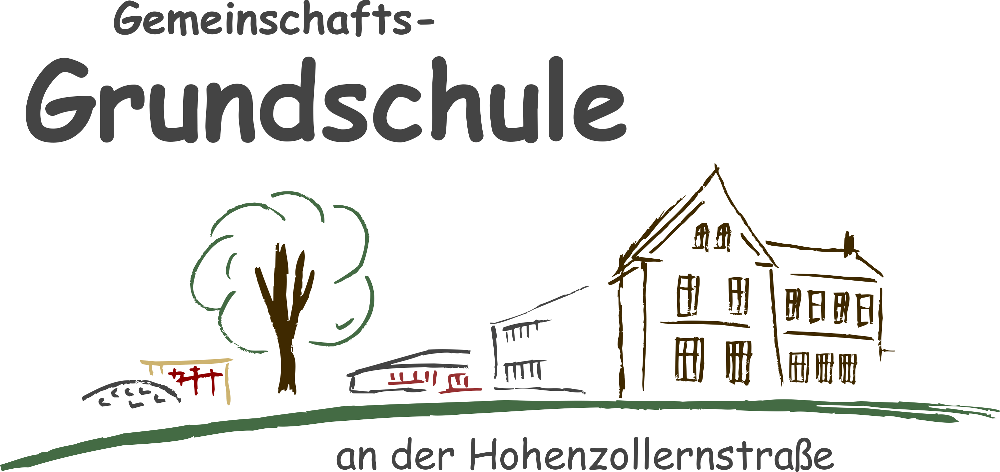 Gemeinschafts-
Grundschule
an der Hohenzollernstraße